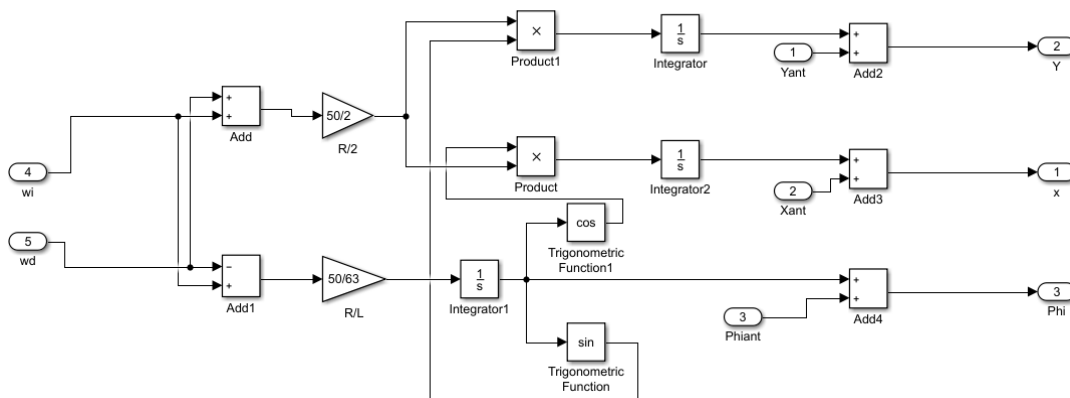 ×
Product1
1
s
Integrator
1
Yant
+
+
Add2
2
Y
+
+
Add
50/2
R/2
4
wi
×
Product
1
s
Integrator2
2
Xant
+
+
Add3
1
x
5
wd
−
+
Add1
50/63
R/L
1
s
Integrator1
cos
Trigonometric
Function1
+
+
Add4
3
Phiant
3
Phi
sin
Trigonometric
Function